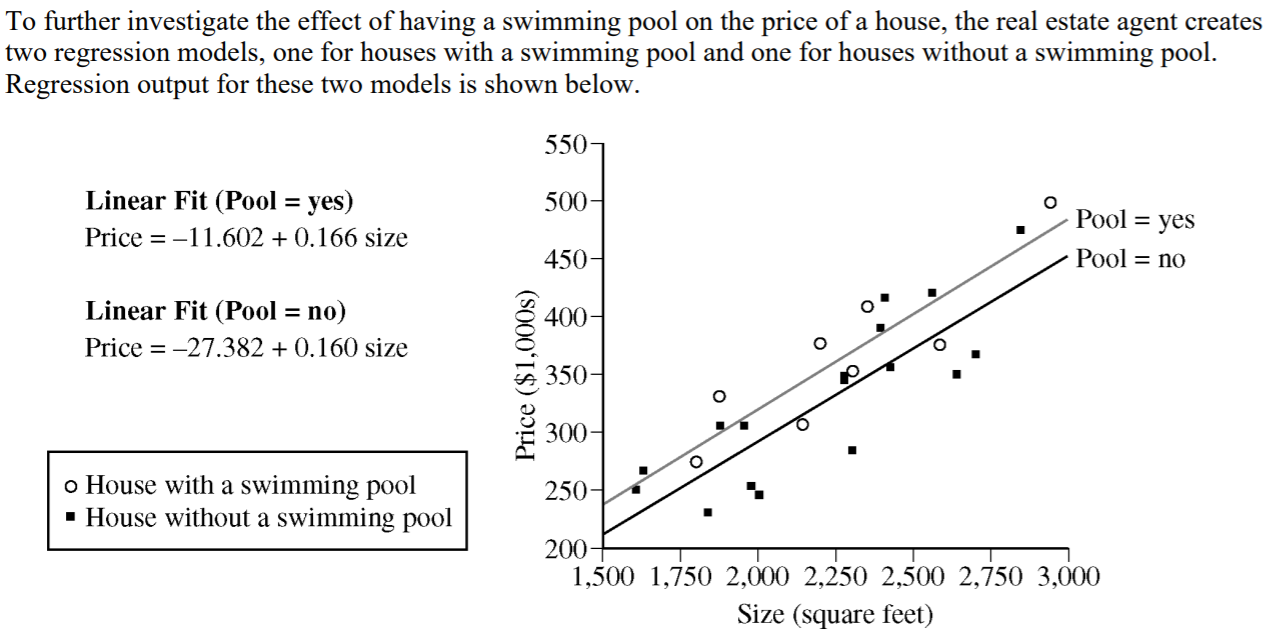 To further investigate the effect of having a swimming pool on the price of a house, the real estate agent creates
two regression models, one for houses with a swimming pool and one for houses without a swimming pool.
Regression output for these two models is shown below.
Linear Fit (Pool = yes)
Price = –11.602 + 0.166 size
Linear Fit (Pool = no)
Price = –27.382 + 0.160 size
House with a swimming pool
House without a swimming pool
Price ($1,000s)
550
500
450
400
350
300
250
200
Pool = yes
Pool = no
1,500 1,750 2,000 2,250 2,500 2,750 3,000
Size (square feet)